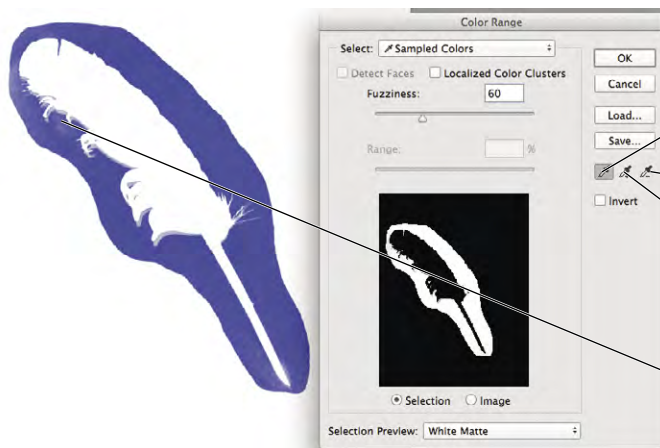 Color Range
Select: Sampled Colors
Detect Faces Localized Color Clusters
Fuzziness: 60
Range: %
Selection Image
Selection Preview: White Matte
OK
Cancel
Load...
Save...
Invert